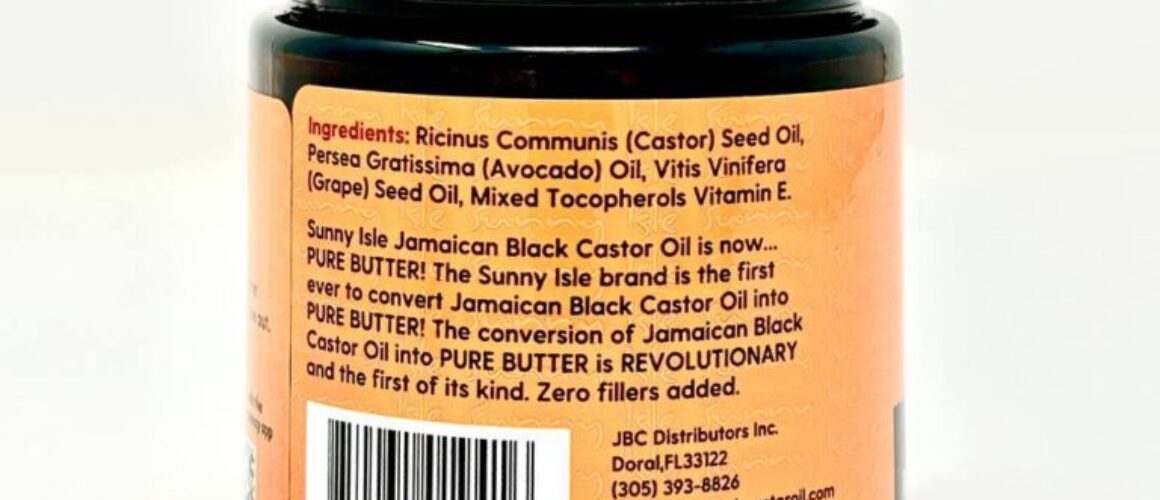 Ingredients: Ricinus Communis (Castor) Seed Oil,
Persea Gratissima (Avocado) Oil, Vitis Vinifera
(Grape) Seed Oil, Mixed Tocopherols Vitamin E.
Sunny Isle Jamaican Black Castor Oil is now...
PURE BUTTER! The Sunny Isle brand is the first
ever to convert Jamaican Black Castor Oil into
PURE BUTTER! The conversion of Jamaican Black
Castor Oil into PURE BUTTER is REVOLUTIONARY
and the first of its kind. Zero fillers added.
JBC Distributors Inc.
Doral,FL33122
(305) 393-8826
out.
the
app